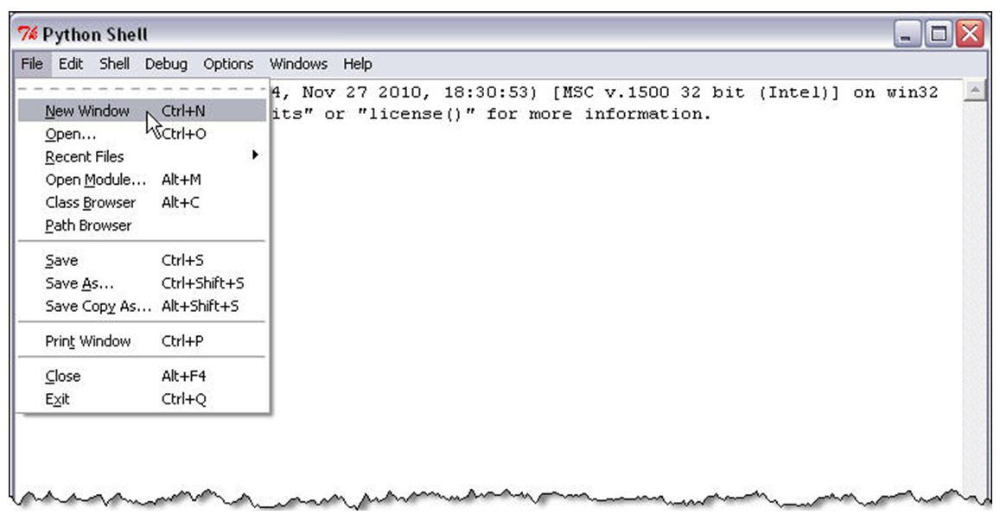 Python Shell
File Edit Shell Debug Options Windows Help
4, Nov 27 2010, 18:30:53) [MSC v.1500 32 bit (Intel)] on win32
its" or "license()" for more information.
New Window Ctrl+N
Open... Ctrl+O
Recent Files
Open Module... Alt+M
Class Browser Alt+C
Path Browser
Save Ctrl+S
Save As... Ctrl+Shift+S
Save Copy As... Alt+Shift+S
Print Window Ctrl+P
Close Alt+F4
Exit Ctrl+Q